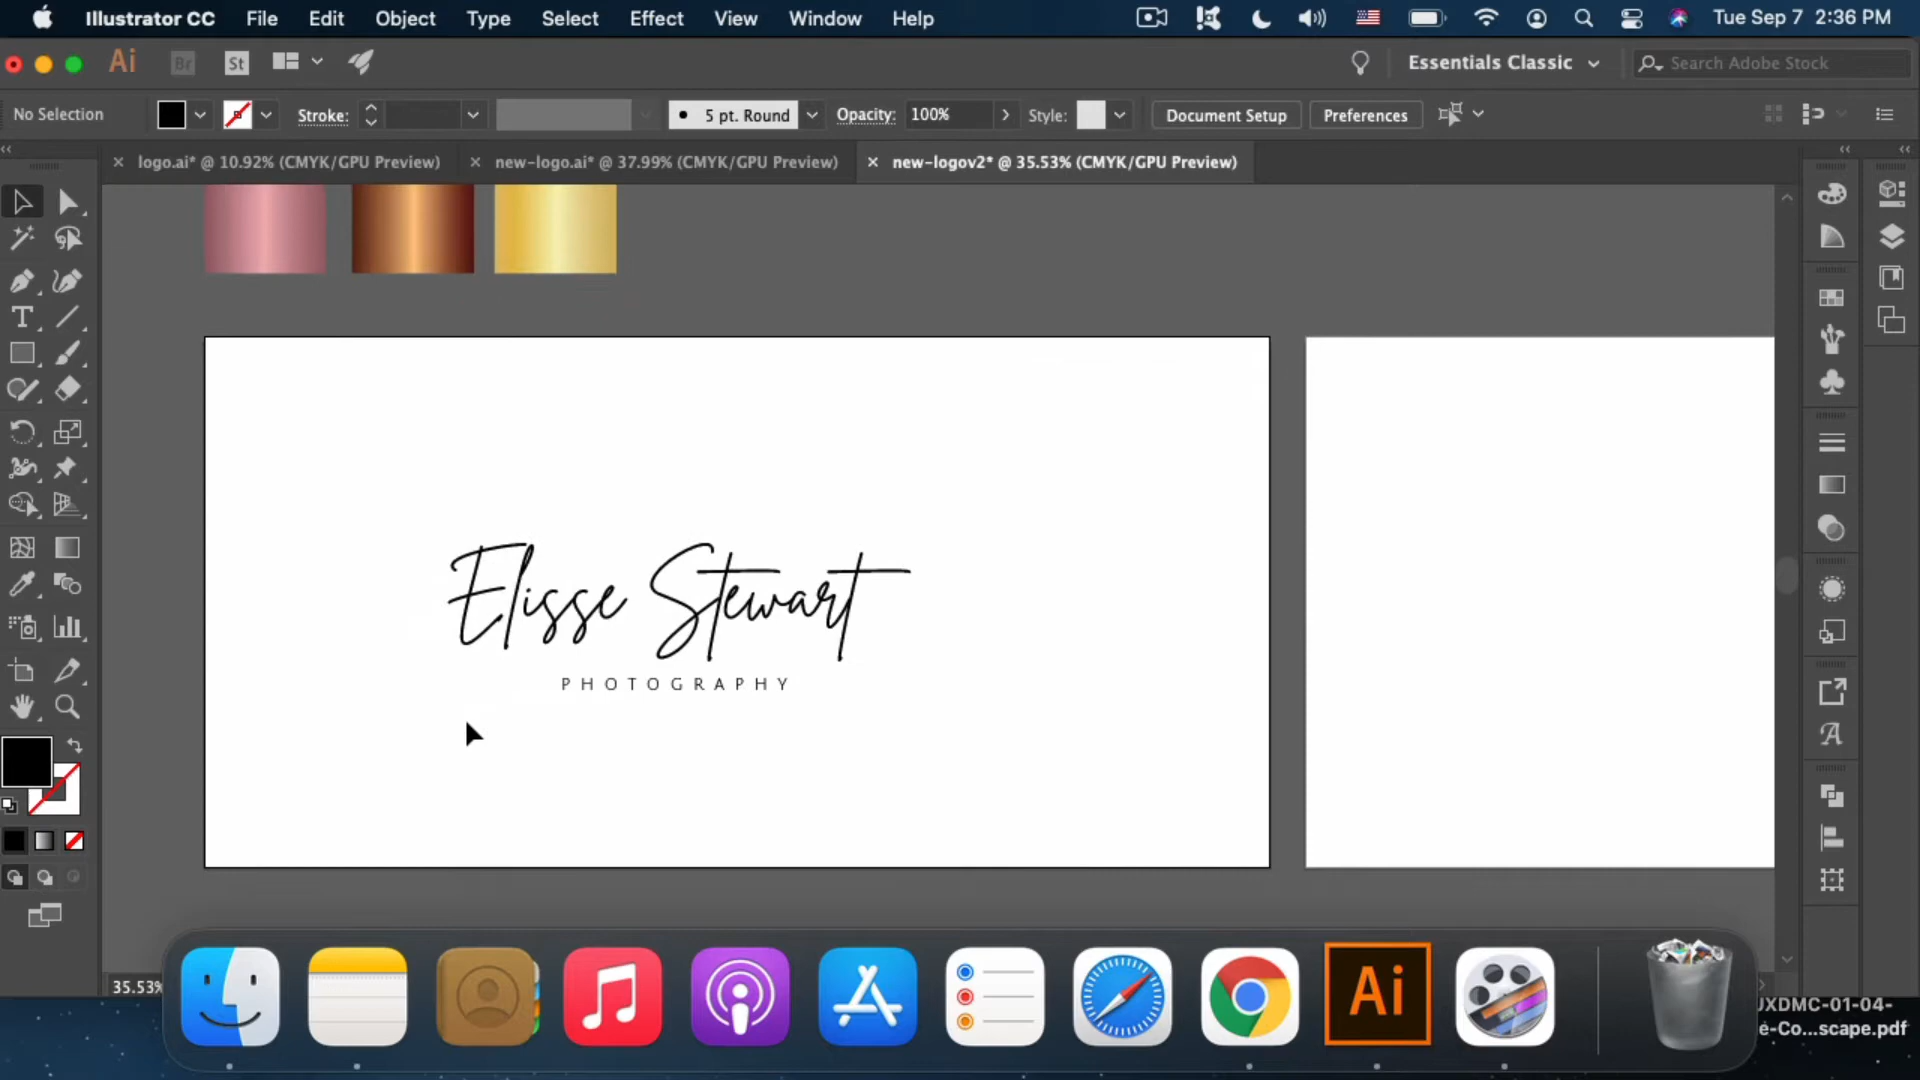 Illustrator CC File Edit Object Type Select Effect View Window Help Tue Sep 7 2:36 PM
Ai Br St Essentials Classic Search Adobe Stock
No Selection Stroke: 5 pt. Round Opacity: 100% Style: Document Setup Preferences
logo.ai* @ 10.92% (CMYK/GPU Preview) new-logo.ai* @ 37.99% (CMYK/GPU Preview) new-logov2* @ 35.53% (CMYK/GPU Preview)
Elisse Stewart
PHOTOGRAPHY
35.53%
Ai
UXDMC-01-04-
é-Co...scape.pdf